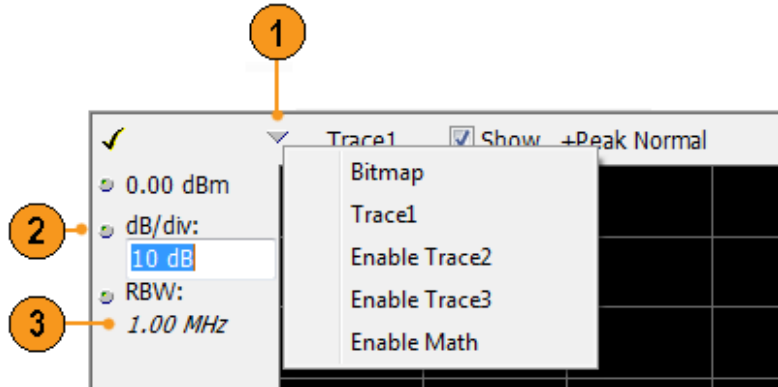 1
Trace1 Show +Peak Normal
0.00 dBm
2
dB/div:
10 dB
RBW:
3
1.00 MHz
Bitmap
Trace1
Enable Trace2
Enable Trace3
Enable Math